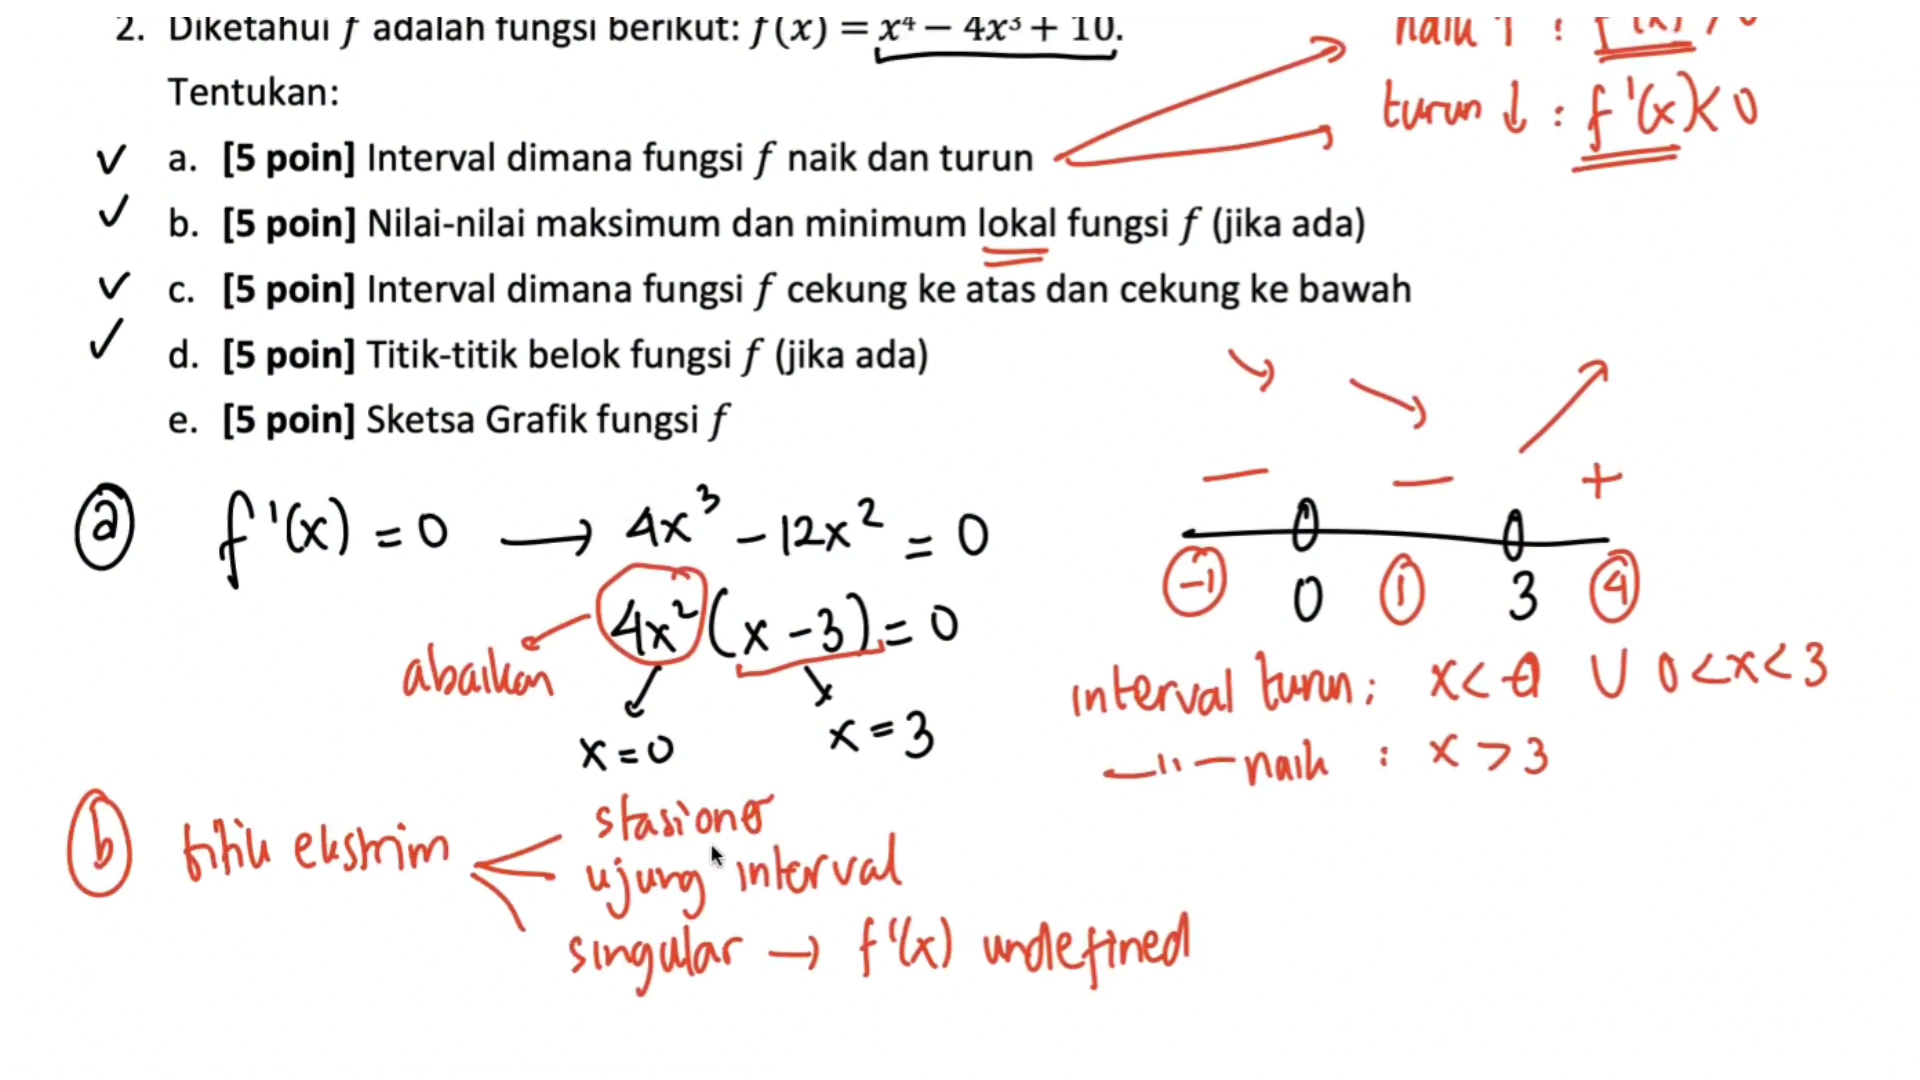 2. Diketahui f adalah fungsi berikut: f(x) = x⁴ − 4x³ + 10.
naik ↑ : f'(x) > 0
Tentukan:
turun ↓ : f'(x) < 0
✓ a. [5 poin] Interval dimana fungsi f naik dan turun
✓ b. [5 poin] Nilai-nilai maksimum dan minimum lokal fungsi f (jika ada)
✓ c. [5 poin] Interval dimana fungsi f cekung ke atas dan cekung ke bawah
✓ d. [5 poin] Titik-titik belok fungsi f (jika ada)
e. [5 poin] Sketsa Grafik fungsi f
ⓐ f'(x) = 0 → 4x³ − 12x² = 0
4x² (x − 3) = 0
abaikan
x = 0 x = 3
− − +
−1 0 1 3 4
interval turun : x < 0 ∪ 0 < x < 3
—〃— naik : x > 3
ⓑ titik ekstrim
stasioner
ujung interval
singular → f'(x) undefined